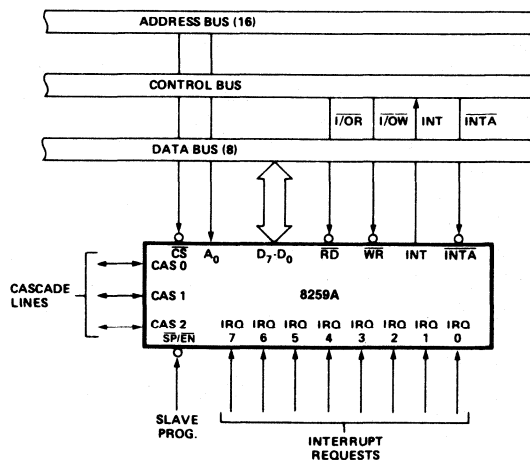 ADDRESS BUS (16)
CONTROL BUS
I/OR I/OW INT INTA
DATA BUS (8)
CS A0 D7-D0 RD WR INT INTA
CASCADE LINES
CAS 0
CAS 1
CAS 2
8259A
SP/EN
IRQ 7 IRQ 6 IRQ 5 IRQ 4 IRQ 3 IRQ 2 IRQ 1 IRQ 0
SLAVE PROG.
INTERRUPT REQUESTS